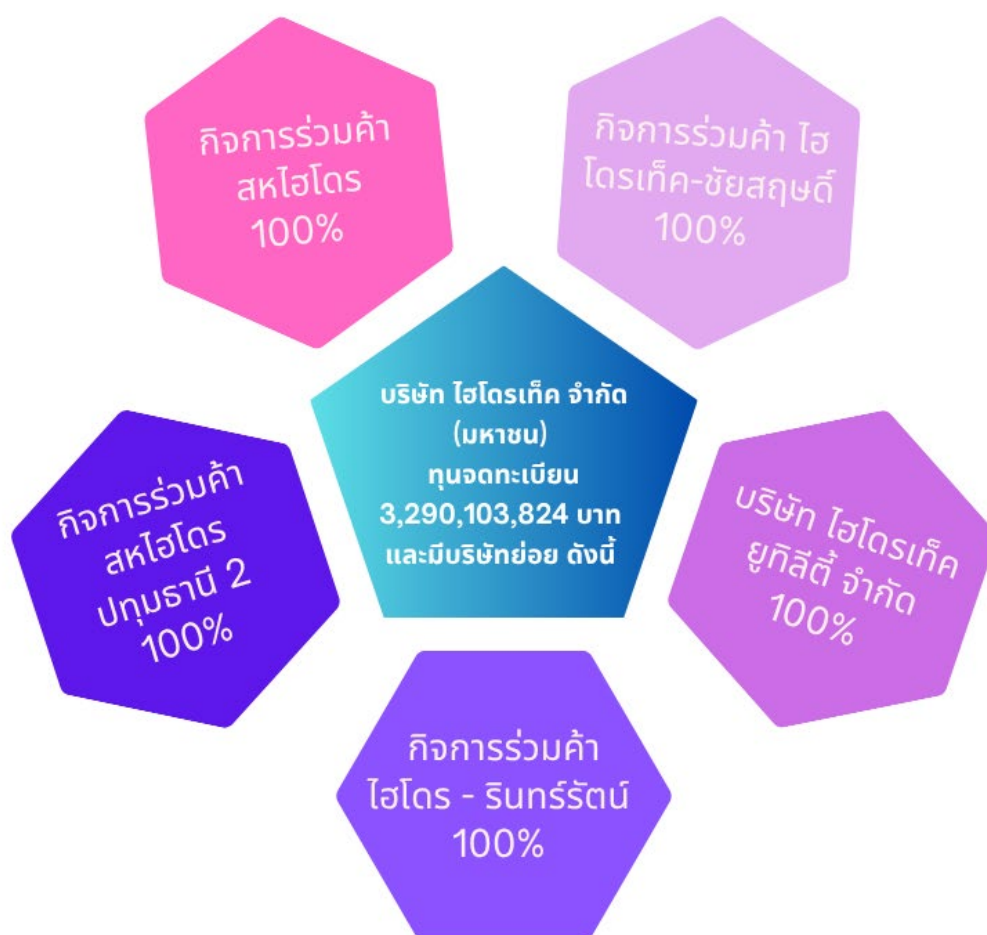 กิจการร่วมค้า
สหไฮโดร
100%
กิจการร่วมค้า ไฮ
โดรเท็ค-ชัยสฤษดิ์
100%
บริษัท ไฮโดรเท็ค จำกัด
(มหาชน)
ทุนจดทะเบียน
3,290,103,824 บาท
และมีบริษัทย่อย ดังนี้
กิจการร่วมค้า
สหไฮโดร
ปทุมธานี 2
100%
บริษัท ไฮโดรเท็ค
ยูทิลีตี้ จำกัด
100%
กิจการร่วมค้า
ไฮโดร - รินทร์รัตน์
100%